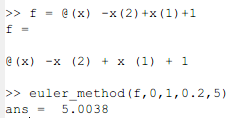 >> f = @(x) -x(2)+x(1)+1
f =
@(x) -x (2) + x (1) + 1
>> euler_method(f,0,1,0.2,5)
ans = 5.0038